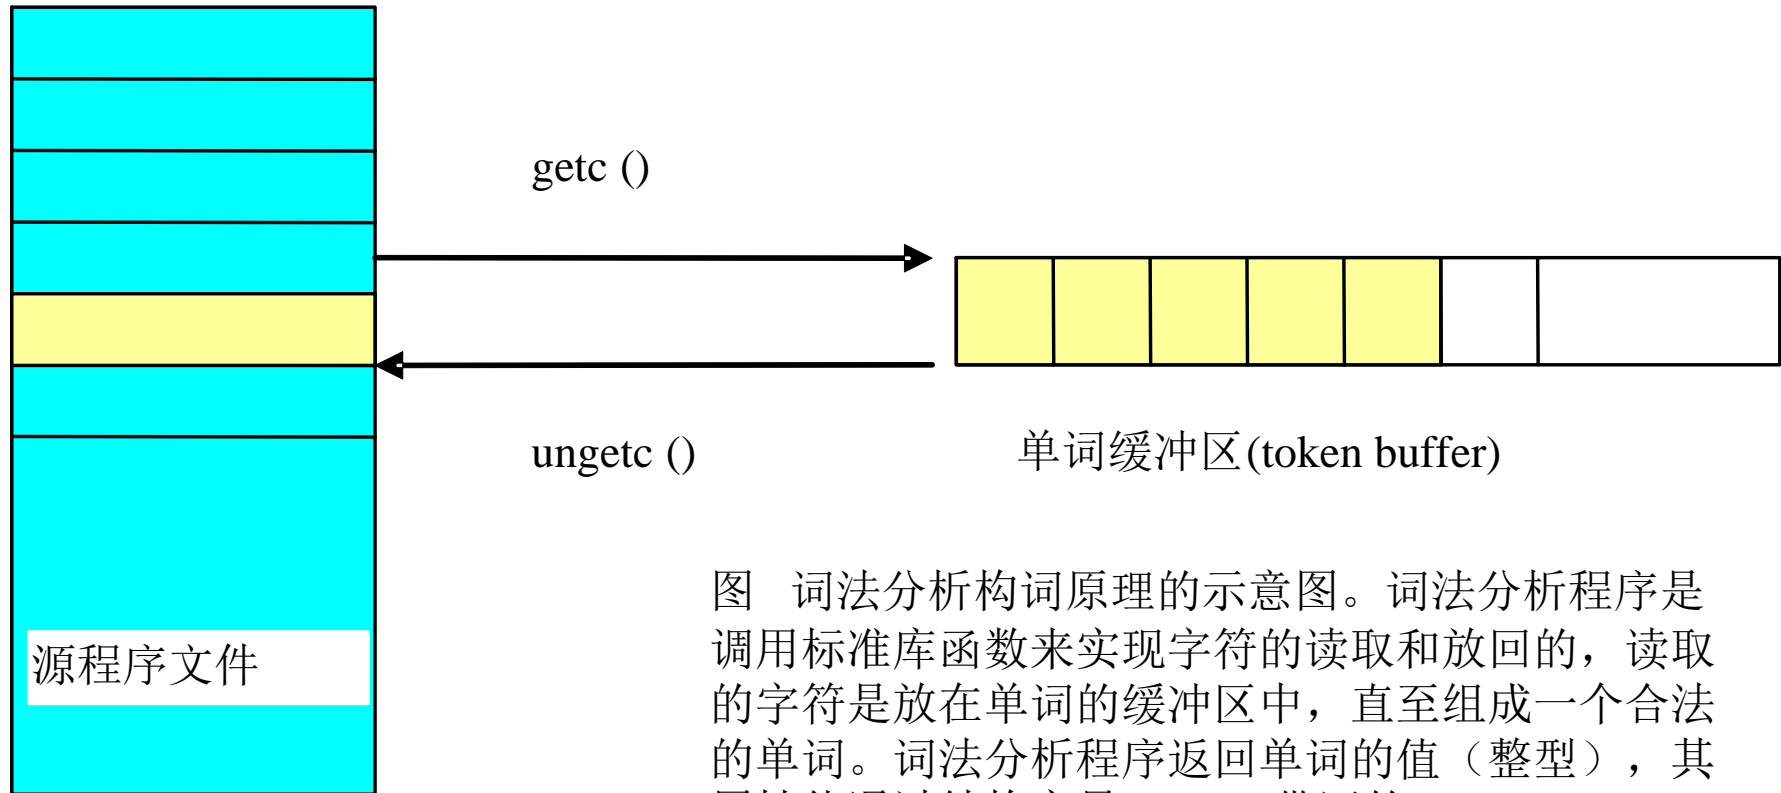 getc ()
ungetc ()
单词缓冲区(token buffer)
源程序文件
图 词法分析构词原理的示意图。词法分析程序是
调用标准库函数来实现字符的读取和放回的，读取
的字符是放在单词的缓冲区中，直至组成一个合法
的单词。词法分析程序返回单词的值（整型），其